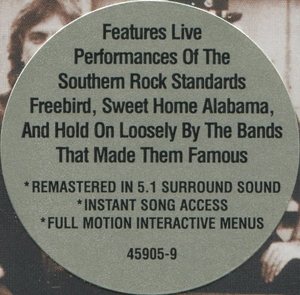 Features Live
Performances Of The
Southern Rock Standards
Freebird, Sweet Home Alabama,
And Hold On Loosely By The Bands
That Made Them Famous
*REMASTERED IN 5.1 SURROUND SOUND
*INSTANT SONG ACCESS
*FULL MOTION INTERACTIVE MENUS
45905-9